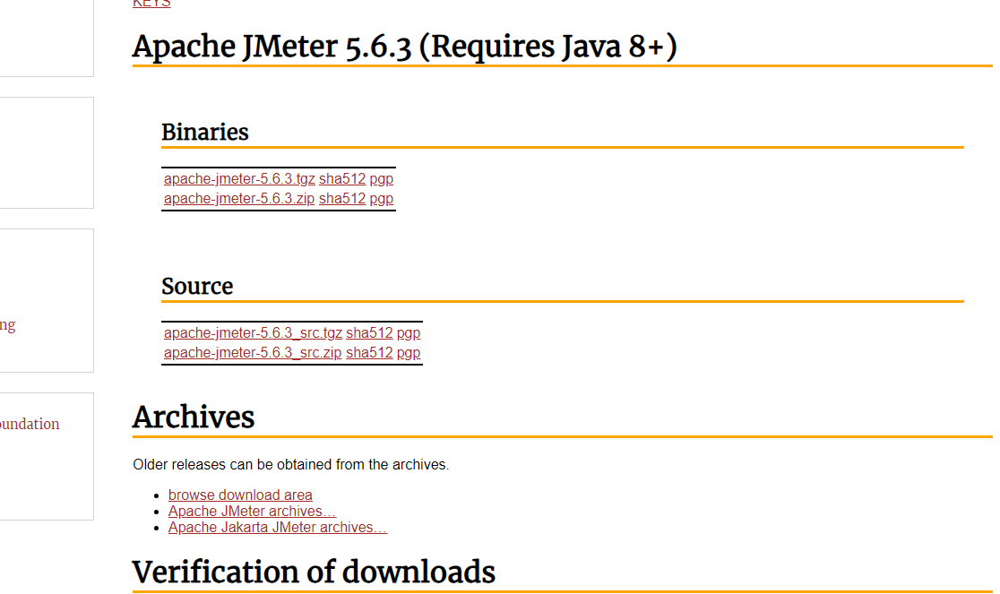 KEYS
Apache JMeter 5.6.3 (Requires Java 8+)
Binaries
apache-jmeter-5.6.3.tgz sha512 pgp
apache-jmeter-5.6.3.zip sha512 pgp
Source
apache-jmeter-5.6.3_src.tgz sha512 pgp
apache-jmeter-5.6.3_src.zip sha512 pgp
ng
oundation
Archives
Older releases can be obtained from the archives.
browse download area
Apache JMeter archives…
Apache Jakarta JMeter archives…
Verification of downloads